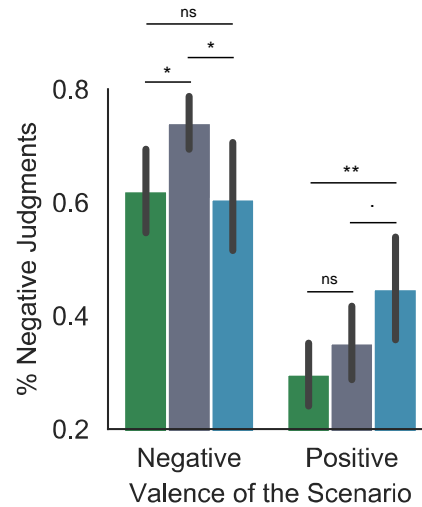 ns
*
*
0.8
**
.
0.6
ns
0.4
0.2
% Negative Judgments
Negative
Positive
Valence of the Scenario